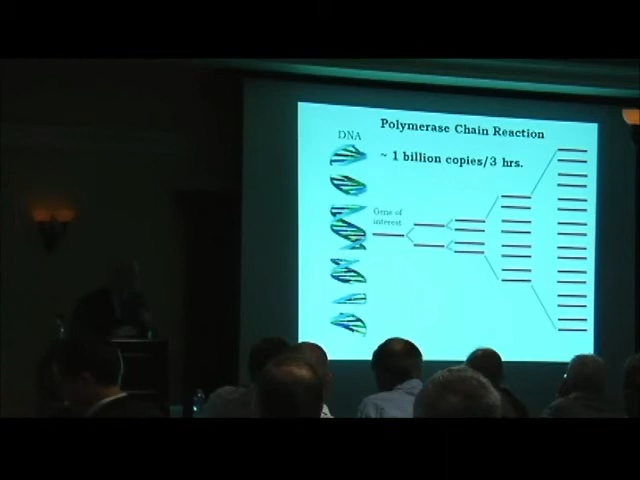 Polymerase Chain Reaction
DNA
~ 1 billion copies/3 hrs.
Gene of
interest